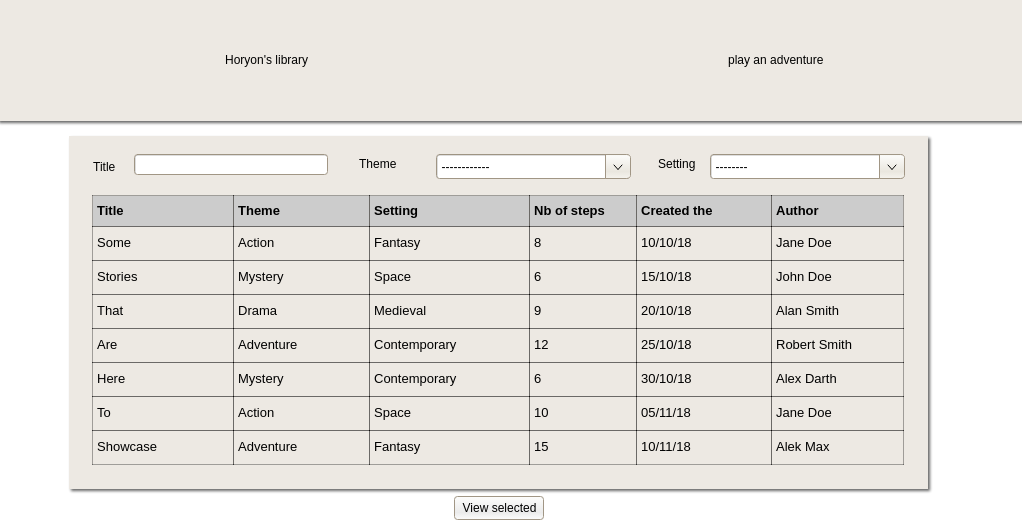 Horyon's library play an adventure
Title Theme ------------ Setting --------
Title Theme Setting Nb of steps Created the Author
Some Action Fantasy 8 10/10/18 Jane Doe
Stories Mystery Space 6 15/10/18 John Doe
That Drama Medieval 9 20/10/18 Alan Smith
Are Adventure Contemporary 12 25/10/18 Robert Smith
Here Mystery Contemporary 6 30/10/18 Alex Darth
To Action Space 10 05/11/18 Jane Doe
Showcase Adventure Fantasy 15 10/11/18 Alek Max
View selected